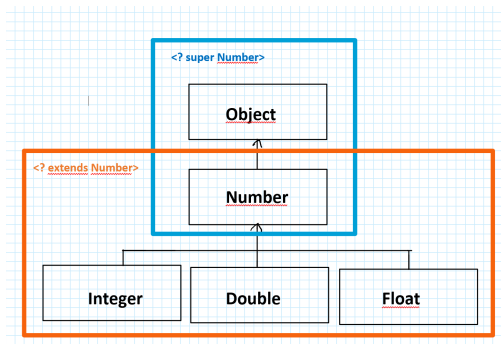 <? super Number>
Object
<? extends Number>
Number
Integer
Double
Float